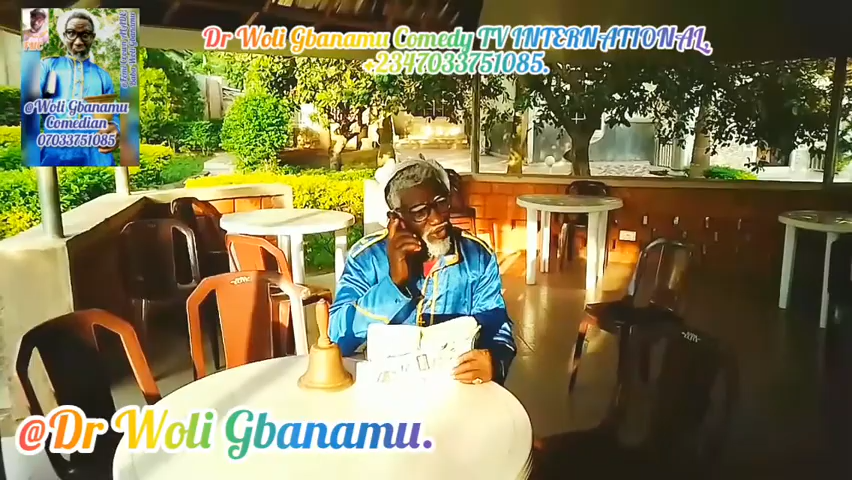 Dr Woli Gbanamu Comedy TV INTERNATIONAL,
+2347033751085.
@Woli Gbanamu
Comedian
07033751085
@Dr Woli Gbanamu.